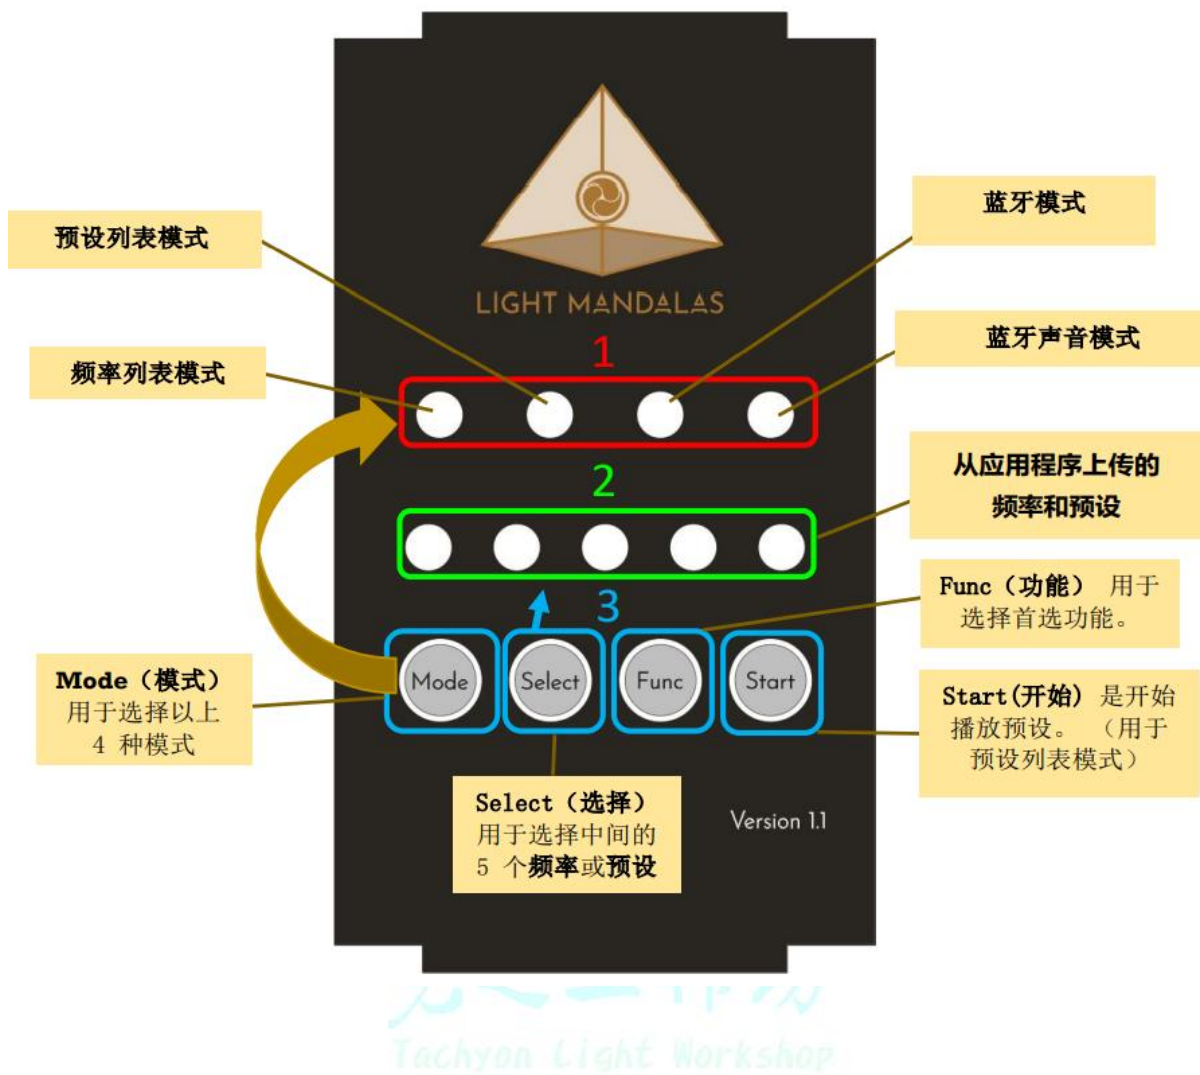 蓝牙模式
预设列表模式
LIGHT MANDALAS
蓝牙声音模式
1
频率列表模式
从应用程序上传的
频率和预设
2
Func（功能） 用于
选择首选功能。
3
Mode
Select
Func
Start
Mode（模式）
用于选择以上
4 种模式
Start(开始) 是开始
播放预设。 （用于
预设列表模式）
Select（选择）
用于选择中间的
5 个频率或预设
Version 1.1
Tachyon Light Workshop